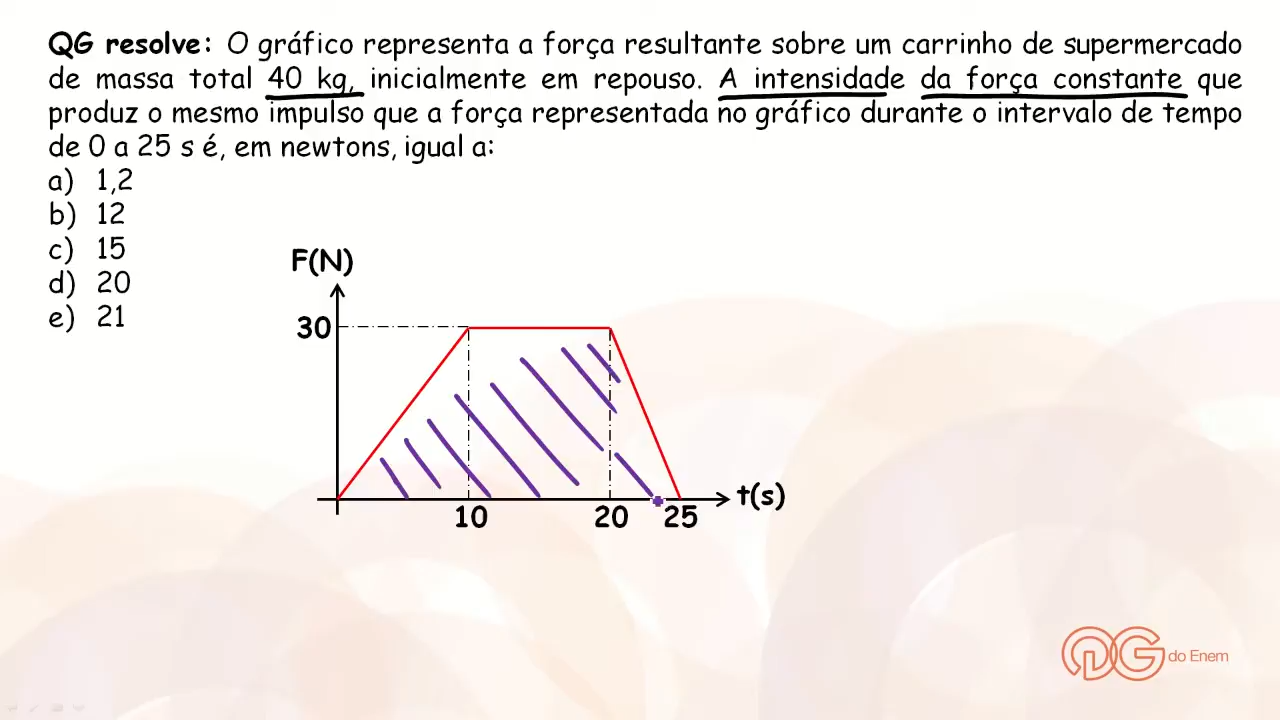 QG resolve: O gráfico representa a força resultante sobre um carrinho de supermercado
de massa total 40 kg, inicialmente em repouso. A intensidade da força constante que
produz o mesmo impulso que a força representada no gráfico durante o intervalo de tempo
de 0 a 25 s é, em newtons, igual a:
a) 1,2
b) 12
c) 15
d) 20
e) 21
F(N)
30
10 20 25 t(s)
QG do Enem